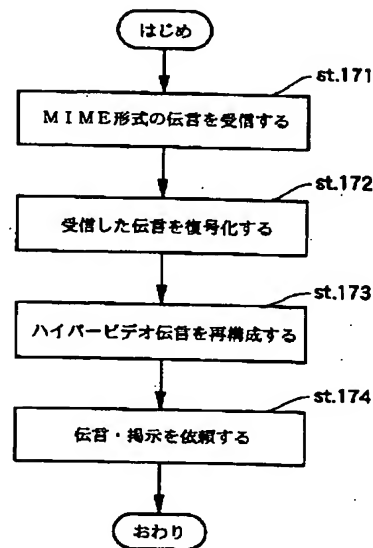 はじめ
st.171
MIME形式の伝言を受信する
st.172
受信した伝言を復号化する
st.173
ハイパービデオ伝言を再構成する
st.174
伝言・掲示を依頼する
おわり